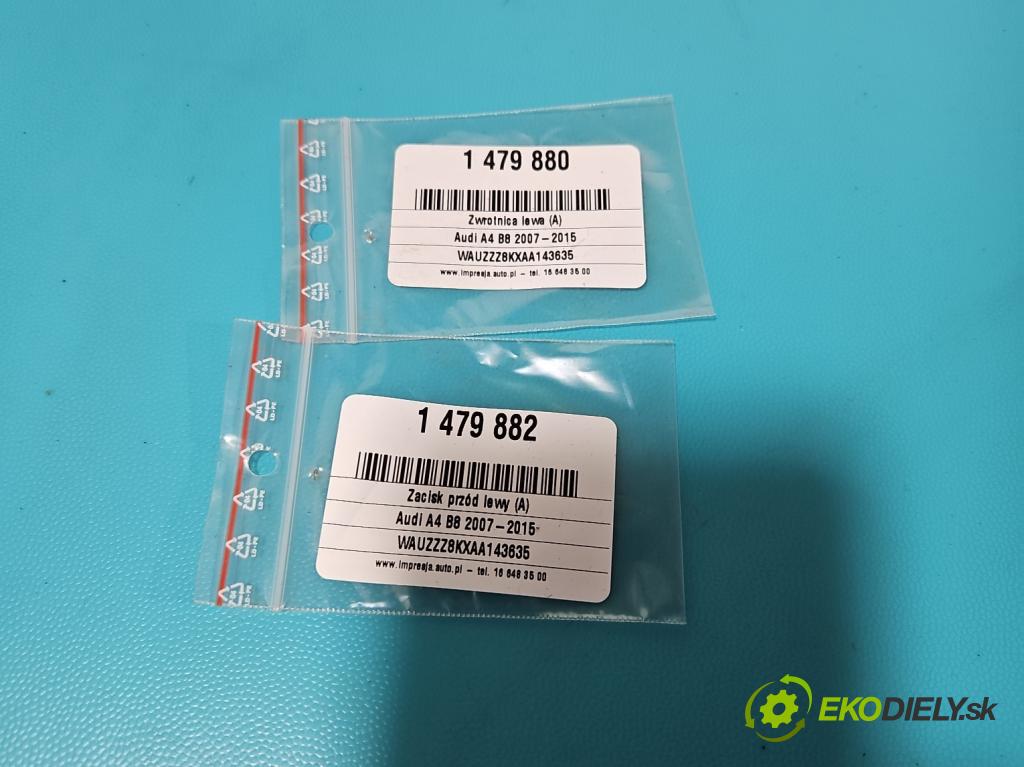 1 479 880
Zwrotnica lewa (A)
Audi A4 B8 2007-2015
WAUZZZ8KXAA143635
www.impresja.auto.pl - tel. 16 648 35 00
1 479 882
Zacisk przód lewy (A)
Audi A4 B8 2007-2015
WAUZZZ8KXAA143635
www.impresja.auto.pl - tel. 16 648 35 00
EKODIELY.sk